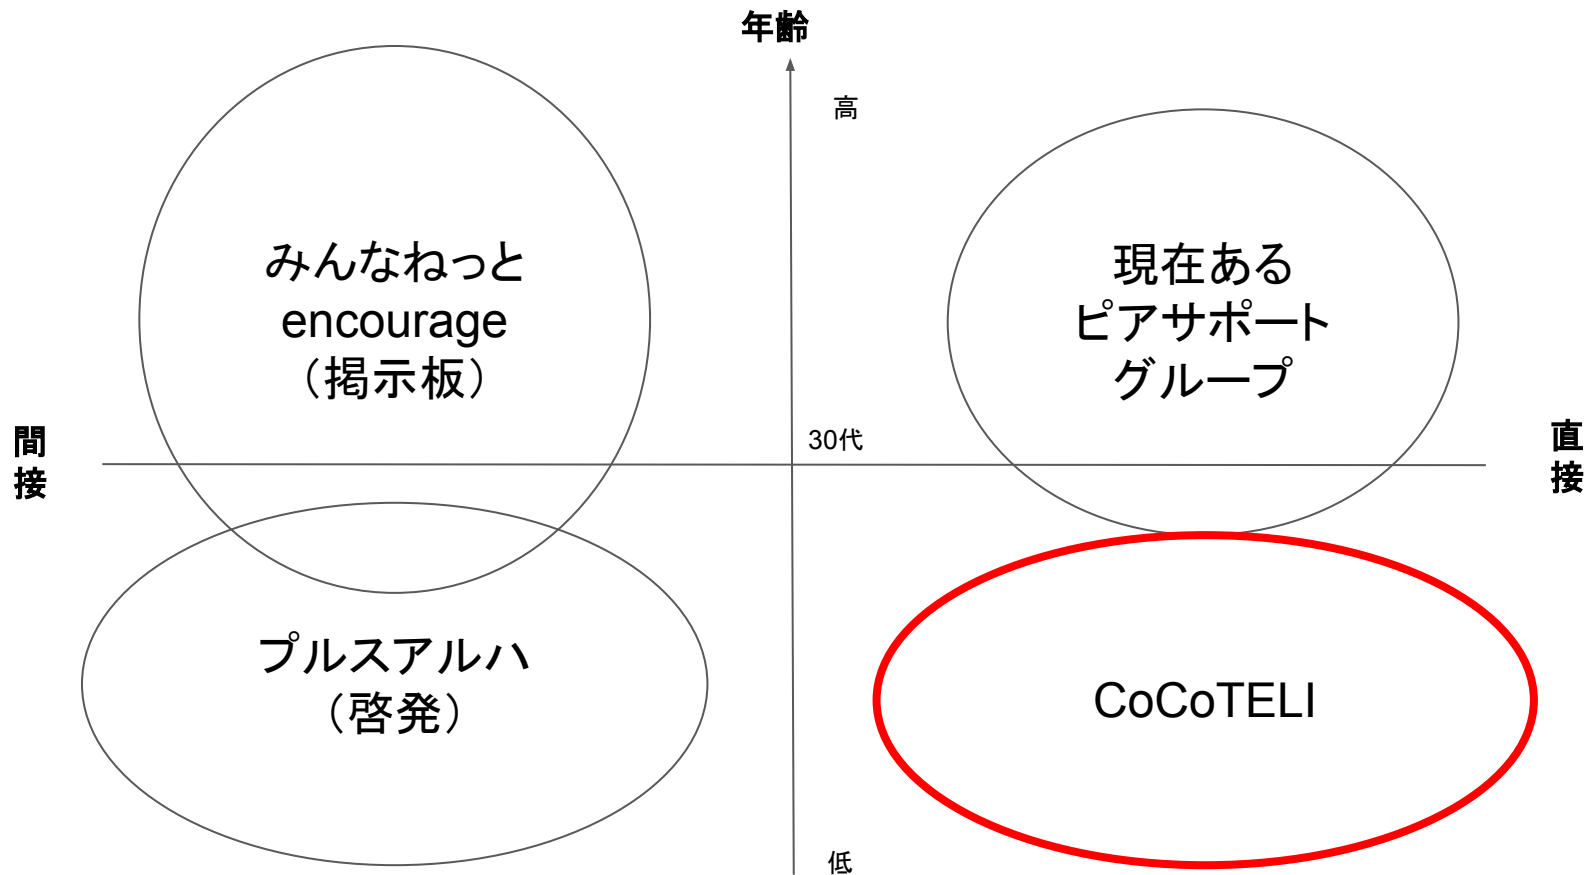 年齢
高
みんなねっと
encourage
（掲示板）
現在ある
ピアサポート
グループ
30代
間接
直接
プルスアルハ
（啓発）
CoCoTELI
低